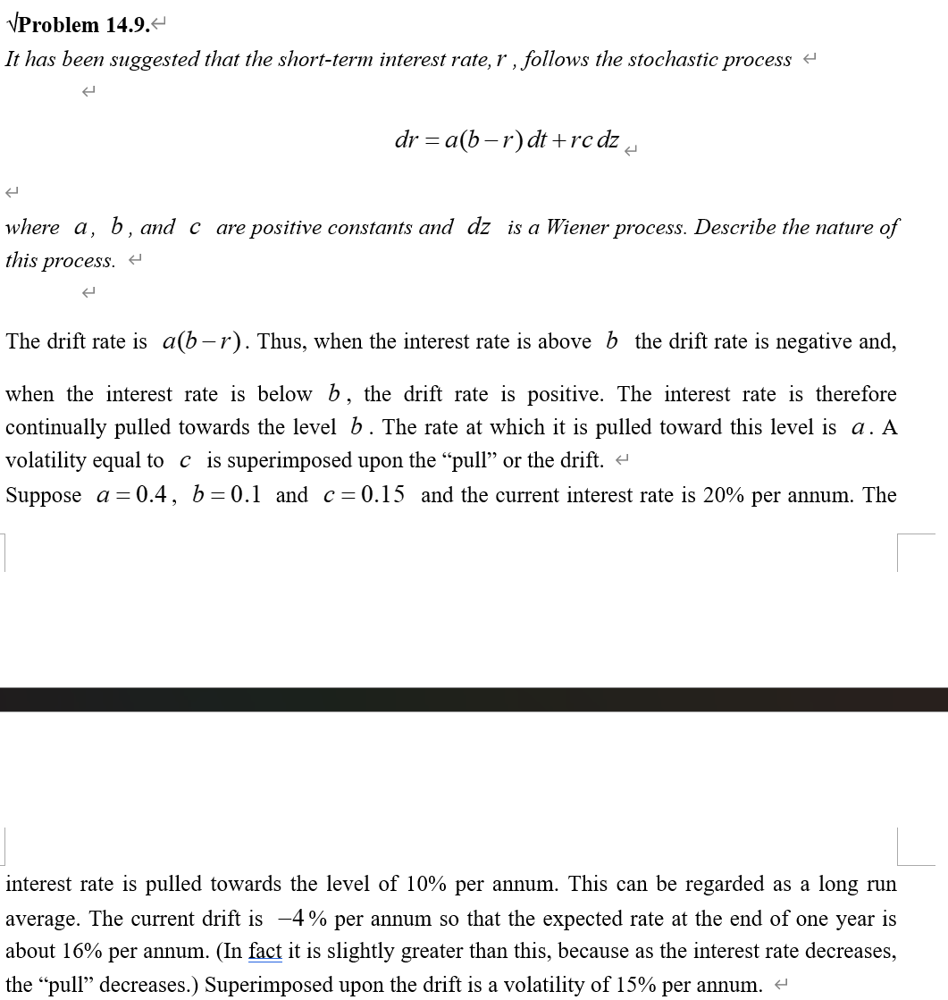 √Problem 14.9.↵
It has been suggested that the short-term interest rate, r , follows the stochastic process ↵
↵
dr = a(b − r) dt + rc dz ↵
↵
where a, b, and c are positive constants and dz is a Wiener process. Describe the nature of
this process. ↵
↵
The drift rate is a(b − r). Thus, when the interest rate is above b the drift rate is negative and,
when the interest rate is below b, the drift rate is positive. The interest rate is therefore
continually pulled towards the level b. The rate at which it is pulled toward this level is a. A
volatility equal to c is superimposed upon the “pull” or the drift. ↵
Suppose a = 0.4, b = 0.1 and c = 0.15 and the current interest rate is 20% per annum. The
interest rate is pulled towards the level of 10% per annum. This can be regarded as a long run
average. The current drift is −4% per annum so that the expected rate at the end of one year is
about 16% per annum. (In fact it is slightly greater than this, because as the interest rate decreases,
the “pull” decreases.) Superimposed upon the drift is a volatility of 15% per annum. ↵